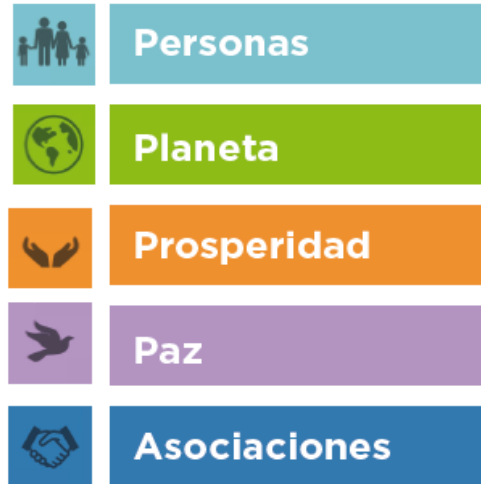 Personas
Planeta
Prosperidad
Paz
Asociaciones